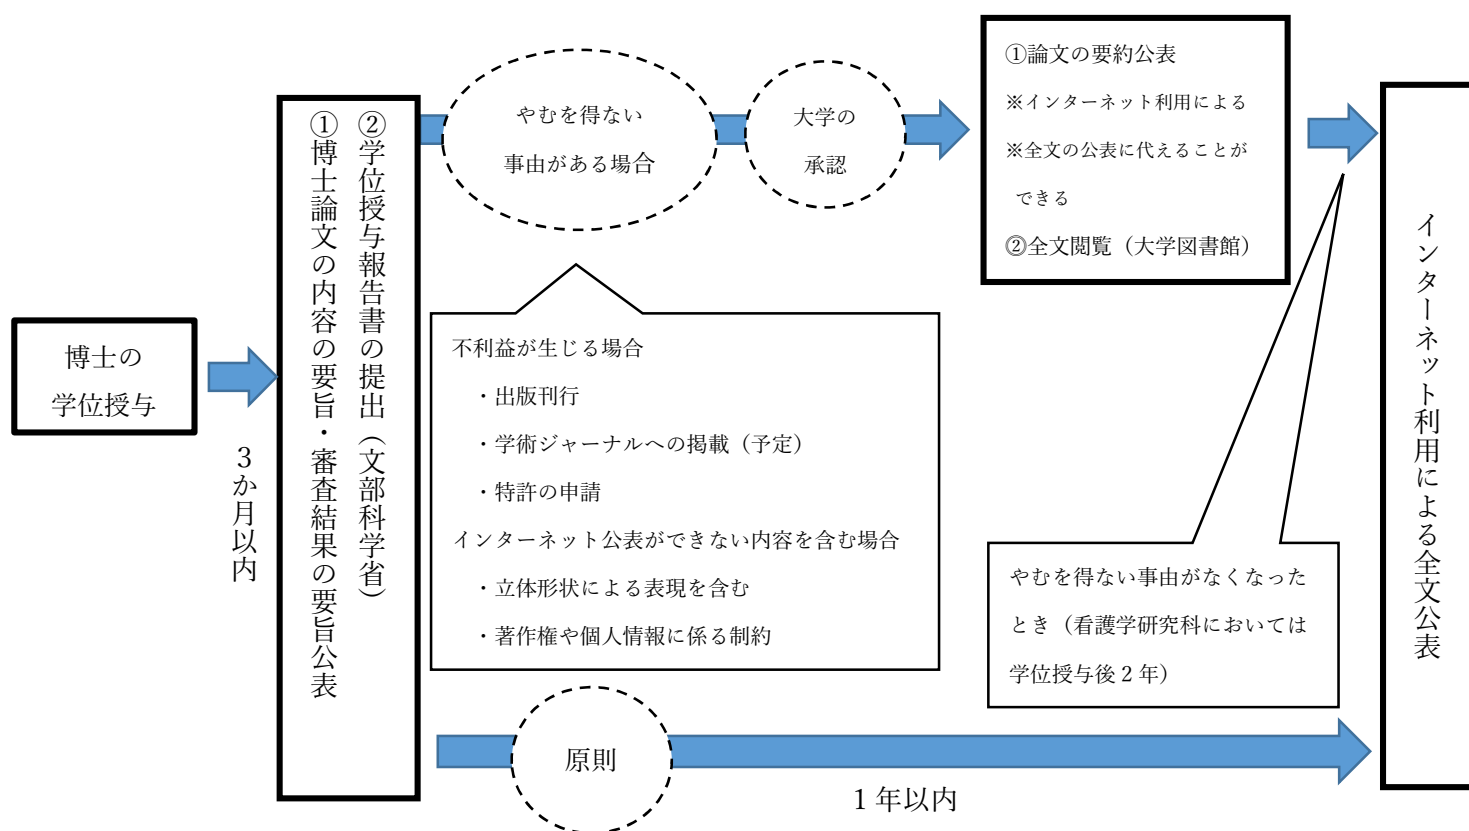 博士の
学位授与
3か月以内
②学位授与報告書の提出（文部科学省）
①博士論文の内容の要旨・審査結果の要旨公表
やむを得ない
事由がある場合
大学の
承認
①論文の要約公表
※インターネット利用による
※全文の公表に代えることが
できる
②全文閲覧（大学図書館）
不利益が生じる場合
・出版刊行
・学術ジャーナルへの掲載（予定）
・特許の申請
インターネット公表ができない内容を含む場合
・立体形状による表現を含む
・著作権や個人情報に係る制約
やむを得ない事由がなくなった
とき（看護学研究科においては
学位授与後２年）
原則
１年以内
インターネット利用による全文公表